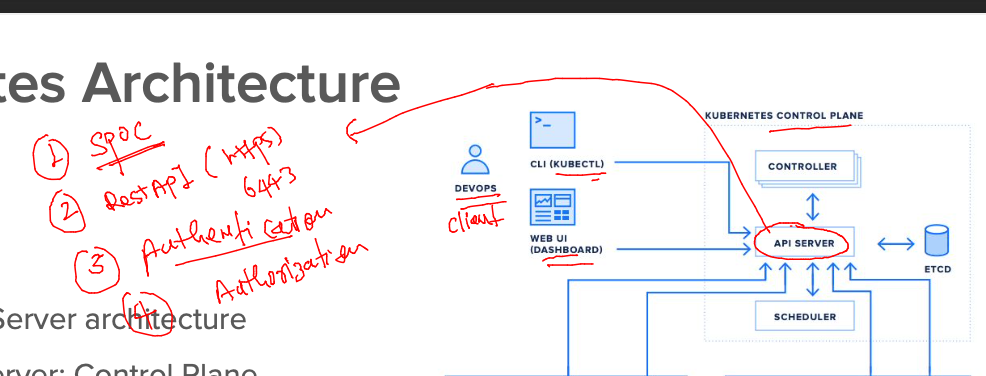 tes Architecture
① SPOC
② RestAPI (https)
6443
③ Authentication
④ Authorization
Server architecture
rver: Control Plane
KUBERNETES CONTROL PLANE
>_
CLI (KUBECTL)
DEVOPS
client
WEB UI
(DASHBOARD)
CONTROLLER
API SERVER
ETCD
SCHEDULER